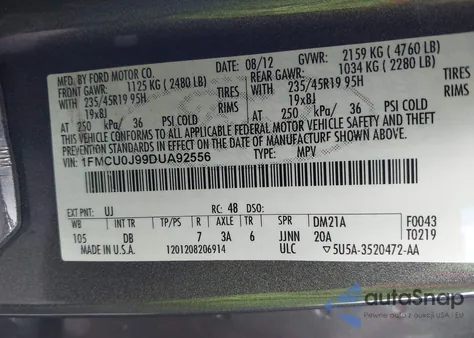 MFD. BY FORD MOTOR CO. 08/12 GVWR: 2159 KG (4760 LB)
FRONT GAWR: 1125 KG (2480 LB) REAR GAWR: 1034 KG (2280 LB)
WITH 235/45R19 95H TIRES WITH 235/45R19 95H TIRES
19x8J RIMS 19x8J RIMS
AT 250 kPa/ 36 PSI COLD AT 250 kPa/ 36 PSI COLD
THIS VEHICLE CONFORMS TO ALL APPLICABLE FEDERAL MOTOR VEHICLE SAFETY AND THEFT
PREVENTION STANDARDS IN EFFECT ON THE DATE OF MANUFACTURE SHOWN ABOVE.
VIN: 1FMCU0J99DUA92556 TYPE: MPV
EXT PNT: UJ RC: 48 DSO:
WB INT TR TP/PS R AXLE TR SPR DM21A F0043
105 DB 7 3A 6 JJNN 20A T0219
MADE IN U.S.A. 1201208206914 ULC ▽5U5A-3520472-AA
autoSnap
Pewne auto z USA i Est